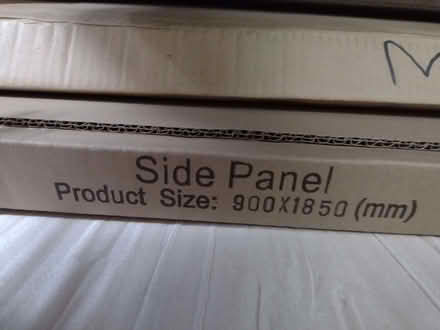 Side Panel
Product Size: 900X1850 (mm)